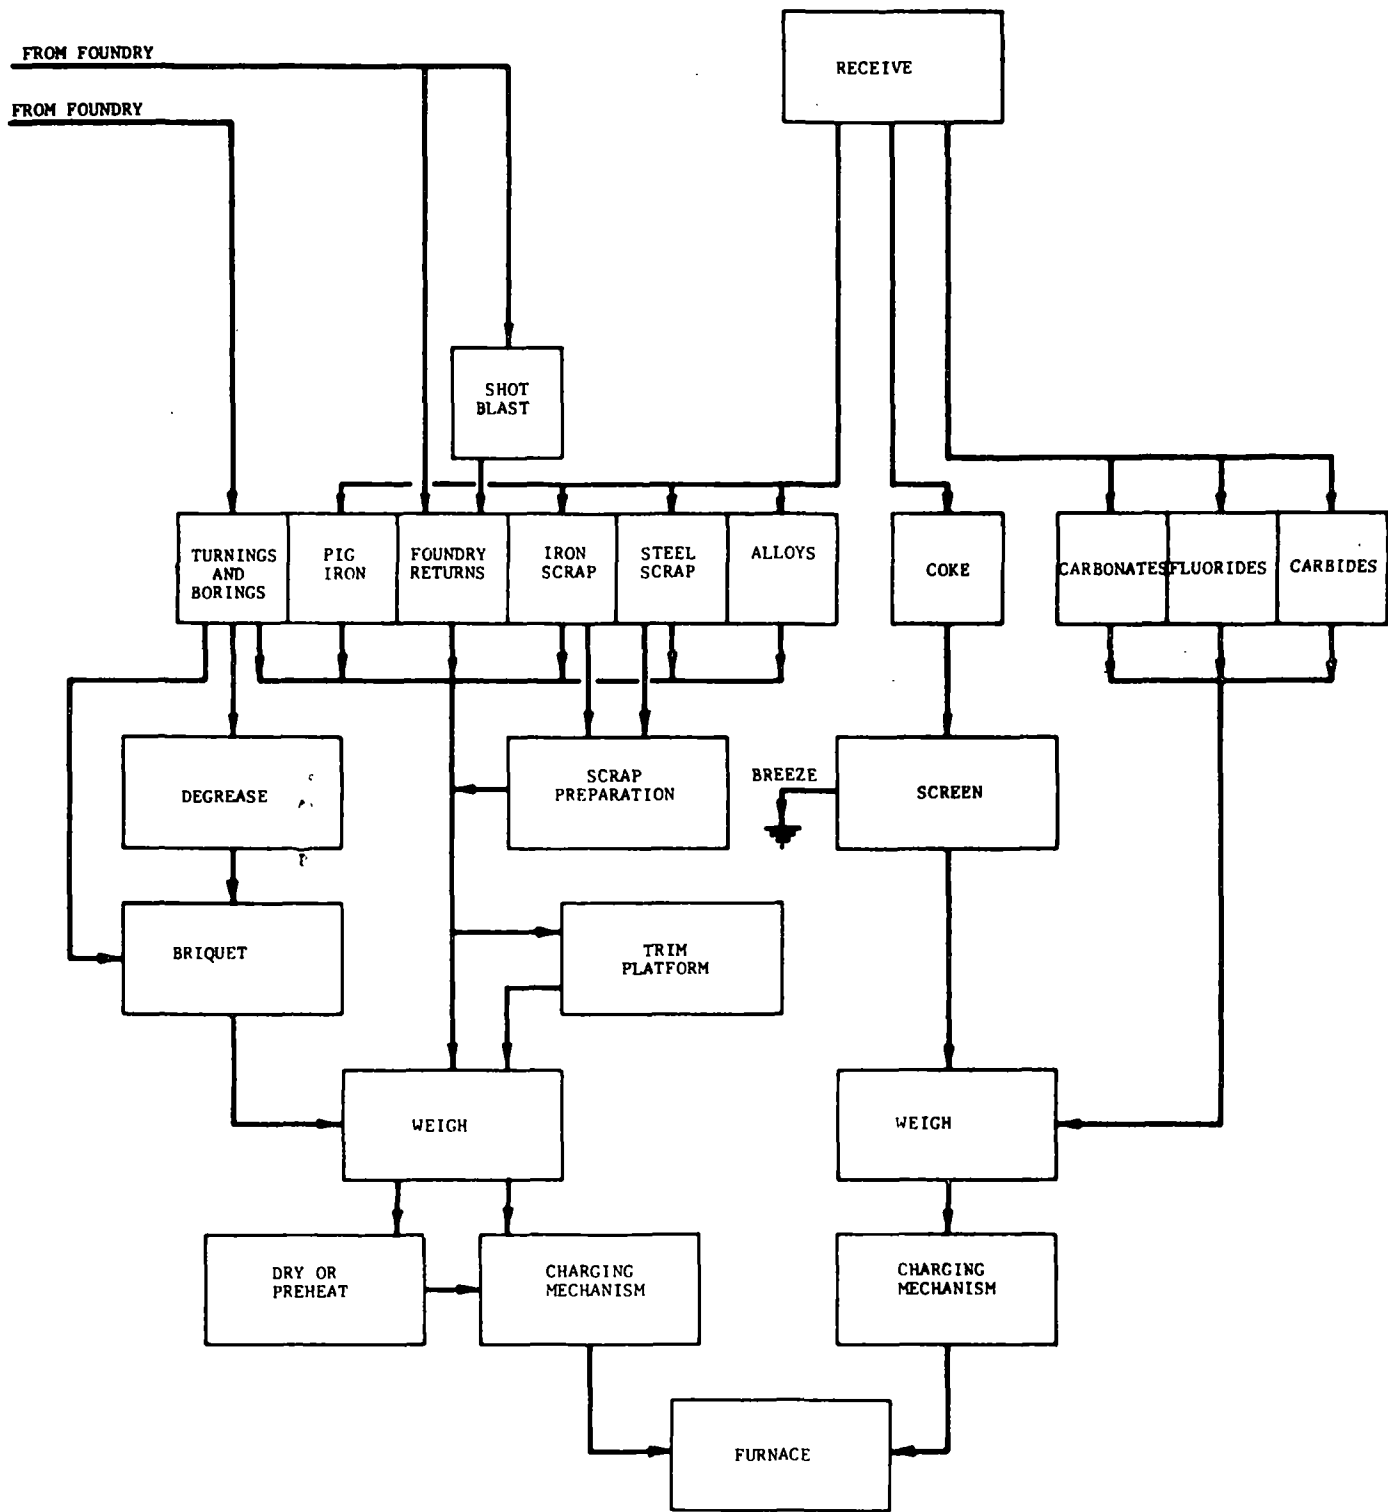 FROM FOUNDRY
RECEIVE
FROM FOUNDRY
SHOT
BLAST
TURNINGS
AND
BORINGS
PIG
IRON
FOUNDRY
RETURNS
IRON
SCRAP
STEEL
SCRAP
ALLOYS
COKE
CARBONATES
FLUORIDES
CARBIDES
DEGREASE
SCRAP
PREPARATION
BREEZE
SCREEN
BRIQUET
TRIM
PLATFORM
WEIGH
WEIGH
DRY OR
PREHEAT
CHARGING
MECHANISM
CHARGING
MECHANISM
FURNACE